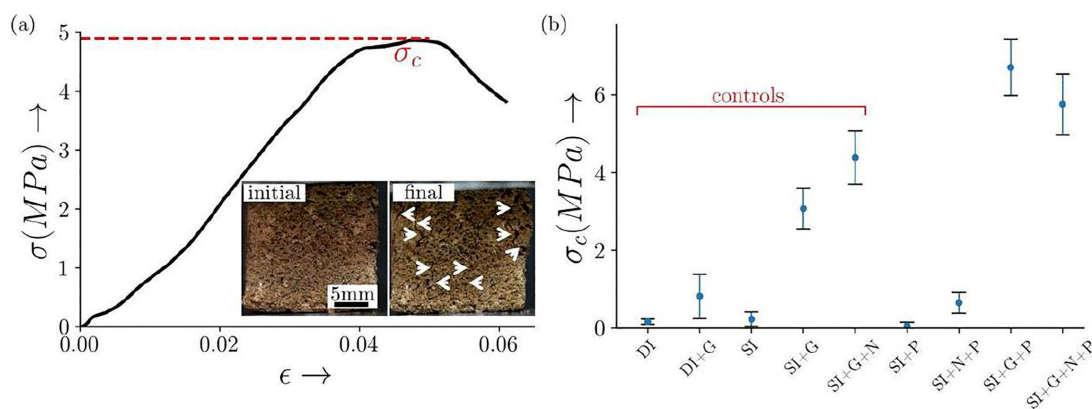 (a)
σ(MPa) →
5
4
3
2
1
0
σc
initial
final
5mm
0.00
0.02
0.04
0.06
ϵ →
(b)
σc(MPa) →
6
4
2
0
controls
DI
DI+G
SI
SI+G
SI+G+N
SI+P
SI+N+P
SI+G+P
SI+G+N+P